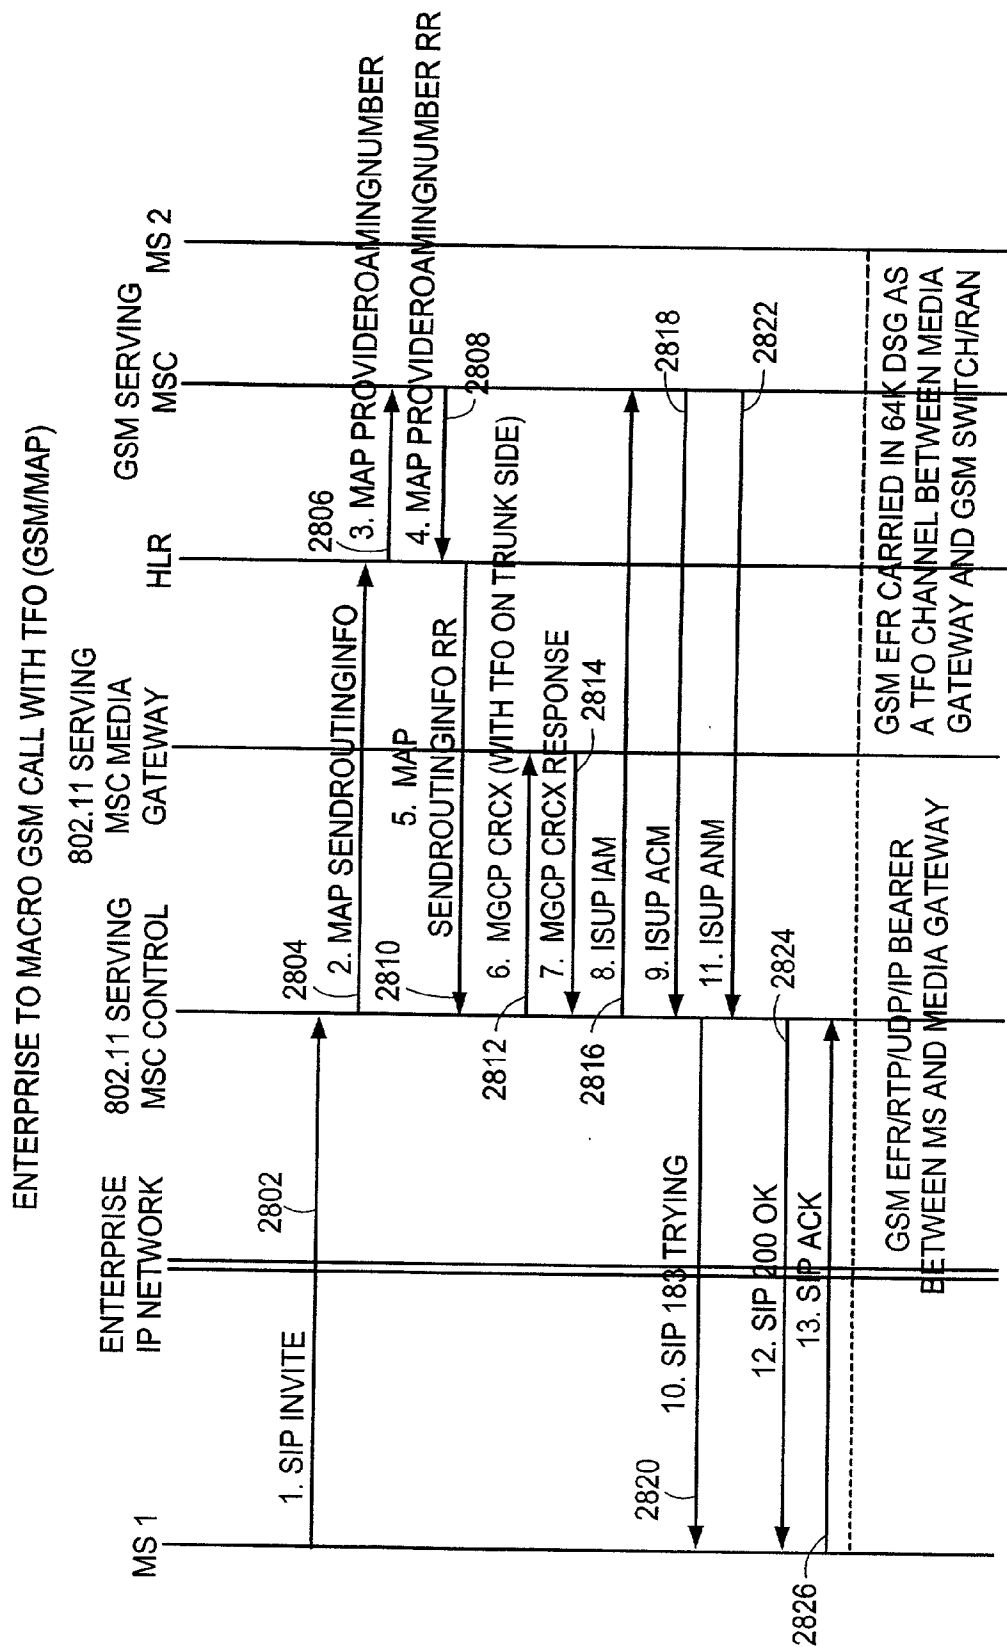 ENTERPRISE TO MACRO GSM CALL WITH TFO (GSM/MAP)
MS 1
ENTERPRISE
IP NETWORK
802.11 SERVING
MSC CONTROL
802.11 SERVING
MSC MEDIA
GATEWAY
HLR
GSM SERVING
MSC
MS 2
1. SIP INVITE
2802
2804
2. MAP SENDROUTINGINFO
2806
3. MAP PROVIDEROAMINGNUMBER
4. MAP PROVIDEROAMINGNUMBER RR
2808
2810
5. MAP
SENDROUTINGINFO RR
2812
6. MGCP CRCX (WITH TFO ON TRUNK SIDE)
7. MGCP CRCX RESPONSE
2814
2816
8. ISUP IAM
9. ISUP ACM
2818
2820
10. SIP 183 TRYING
11. ISUP ANM
2822
12. SIP 200 OK
2824
13. SIP ACK
2826
GSM EFR/RTP/UDP/IP BEARER
BETWEEN MS AND MEDIA GATEWAY
GSM EFR CARRIED IN 64K DSG AS
A TFO CHANNEL BETWEEN MEDIA
GATEWAY AND GSM SWITCH/RAN